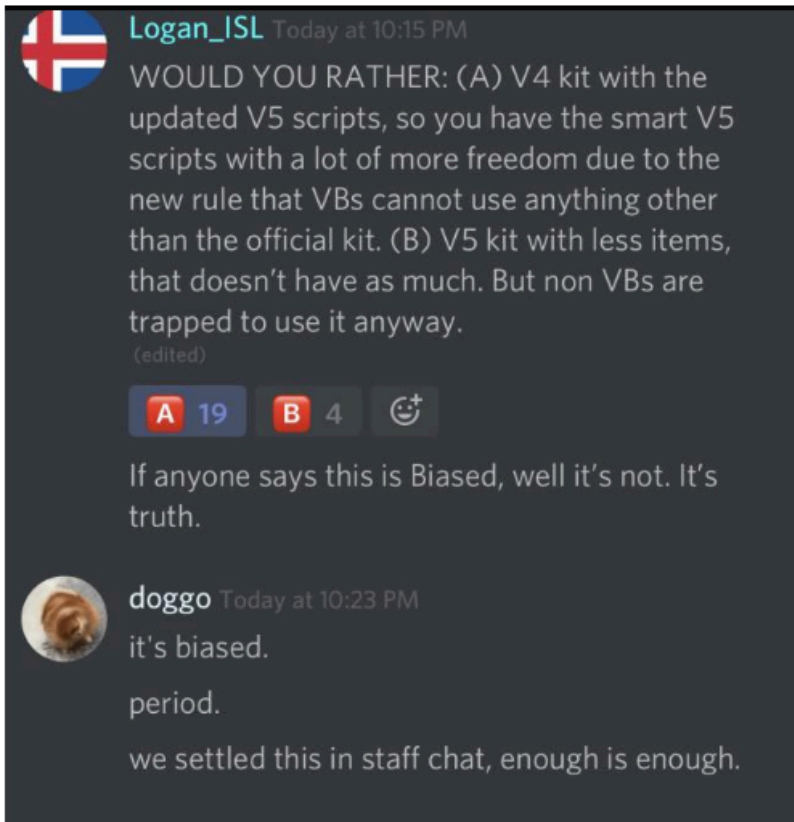 Logan_ISL Today at 10:15 PM
WOULD YOU RATHER: (A) V4 kit with the
updated V5 scripts, so you have the smart V5
scripts with a lot of more freedom due to the
new rule that VBs cannot use anything other
than the official kit. (B) V5 kit with less items,
that doesn’t have as much. But non VBs are
trapped to use it anyway.
(edited)
A 19 B 4
If anyone says this is Biased, well it’s not. It’s
truth.
doggo Today at 10:23 PM
it's biased.
period.
we settled this in staff chat, enough is enough.